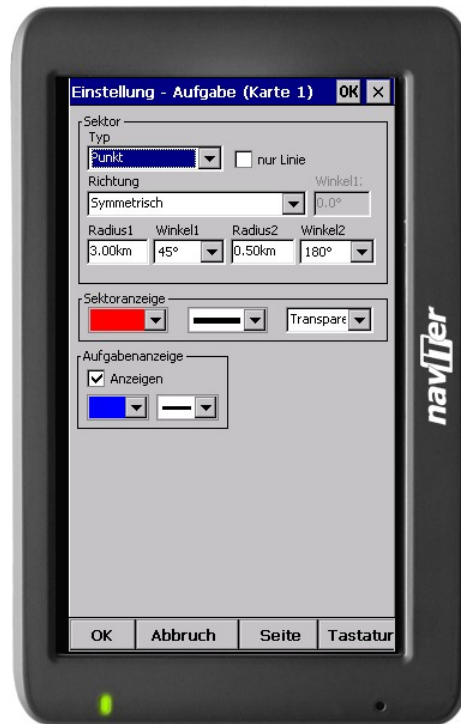 Einstellung - Aufgabe (Karte 1) OK ×
Sektor
Typ
Punkt
nur Linie
Richtung Winkel12
Symmetrisch 0.0°
Radius1 Winkel1 Radius2 Winkel2
3.00km 45° 0.50km 180°
Sektoranzeige
Transpare
Aufgabenanzeige
Anzeigen
OK Abbruch Seite Tastatur
naviter